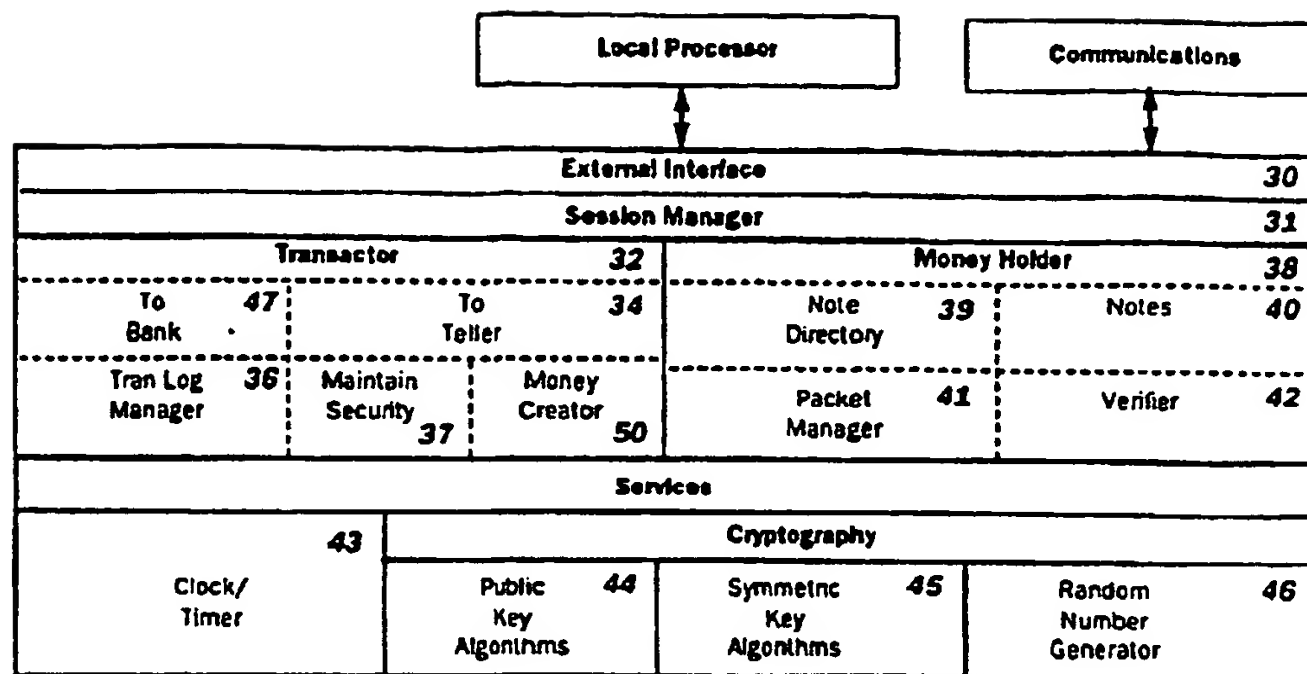 Local Processor
Communications
External Interface 30
Session Manager 31
Transactor 32
Money Holder 38
To Bank 47
To Teller 34
Note Directory 39
Notes 40
Tran Log Manager 36
Maintain Security 37
Money Creator 50
Packet Manager 41
Verifier 42
Services
43
Clock/
Timer
Cryptography
Public 44
Key
Algorithms
Symmetric 45
Key
Algorithms
Random 46
Number
Generator